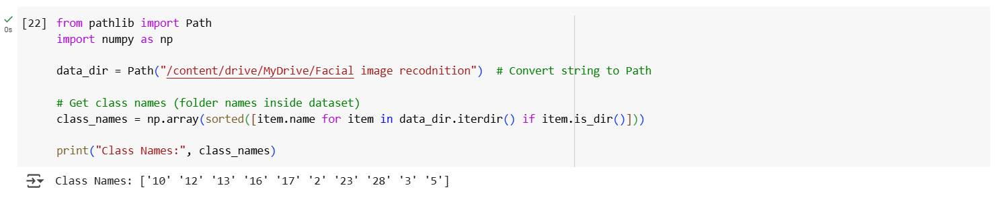 [22] from pathlib import Path
0s
import numpy as np
data_dir = Path("/content/drive/MyDrive/Facial image recodnition")  # Convert string to Path
# Get class names (folder names inside dataset)
class_names = np.array(sorted([item.name for item in data_dir.iterdir() if item.is_dir()]))
print("Class Names:", class_names)
Class Names: ['10' '12' '13' '16' '17' '2' '23' '28' '3' '5']